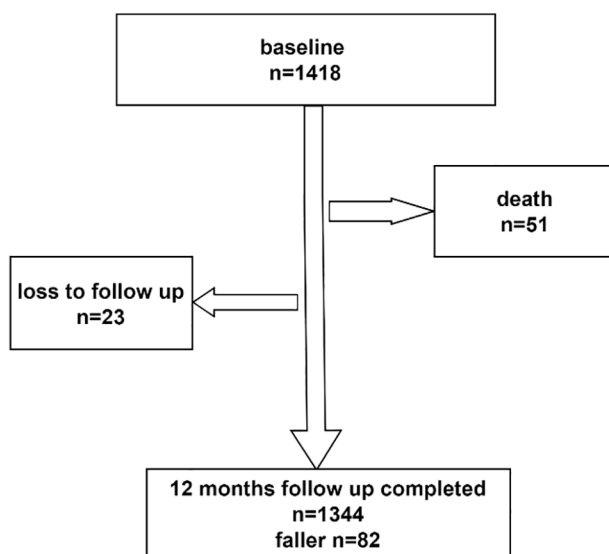 baseline
n=1418
death
n=51
loss to follow up
n=23
12 months follow up completed
n=1344
faller n=82